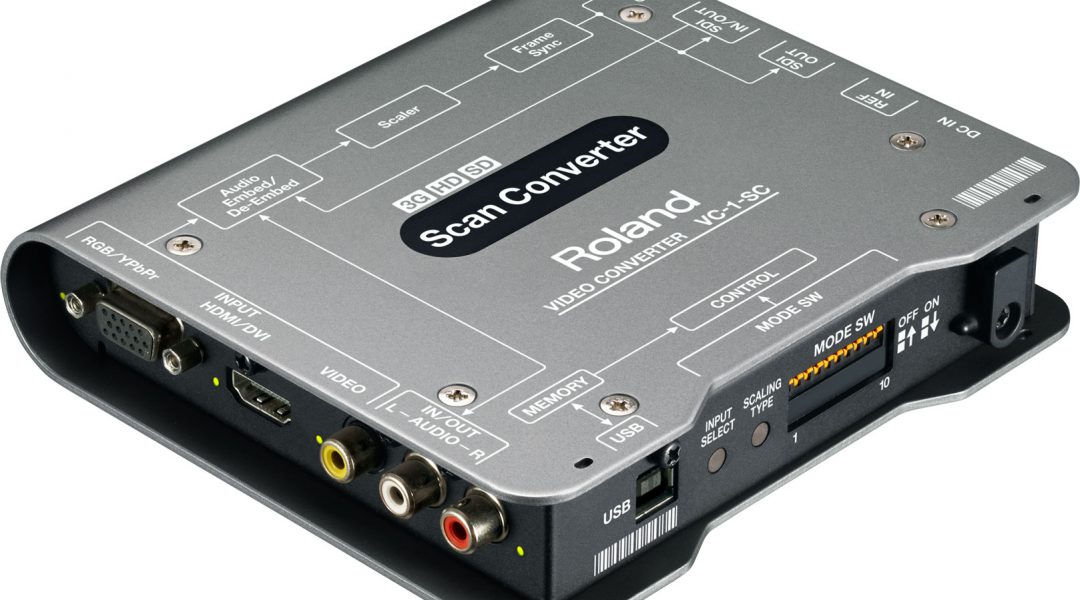 SDI
IN/OUT
SDI
OUT
REF
IN
DC IN
Frame
Sync
Scaler
Audio
Embed/
De-Embed
3G HD SD
Scan Converter
Roland
VIDEO CONVERTER VC-1-SC
RGB/YPbPr
INPUT
HDMI/DVI
VIDEO
IN/OUT
L-AUDIO-R
MEMORY
USB
CONTROL
MODE SW
MODE SW
OFF ON
1
10
INPUT
SELECT
SCALING
TYPE
USB